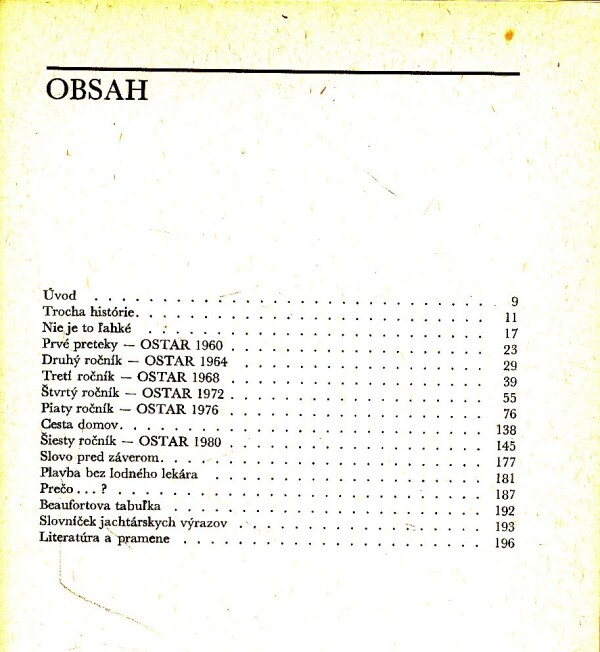 OBSAH
Úvod . . . . . . . . . . . . . . . . . . . . 9
Trocha histórie. . . . . . . . . . . . . . . . . . . 11
Nie je to ľahké . . . . . . . . . . . . . . . . . . 17
Prvé preteky — OSTAR 1960 . . . . . . . . . . . . . . 23
Druhý ročník — OSTAR 1964 . . . . . . . . . . . . . . 29
Tretí ročník — OSTAR 1968 . . . . . . . . . . . . . . 39
Štvrtý ročník — OSTAR 1972 . . . . . . . . . . . . . . 55
Piaty ročník — OSTAR 1976 . . . . . . . . . . . . . . 76
Cesta domov. . . . . . . . . . . . . . . . . . . 138
Šiesty ročník — OSTAR 1980 . . . . . . . . . . . . . . 145
Slovo pred záverom. . . . . . . . . . . . . . . . . 177
Plavba bez lodného lekára . . . . . . . . . . . . . . 181
Prečo . . . ? . . . . . . . . . . . . . . . . . . 187
Beaufortova tabuľka . . . . . . . . . . . . . . . . 192
Slovníček jachtárskych výrazov . . . . . . . . . . . . . 193
Literatúra a pramene . . . . . . . . . . . . . . . . 196